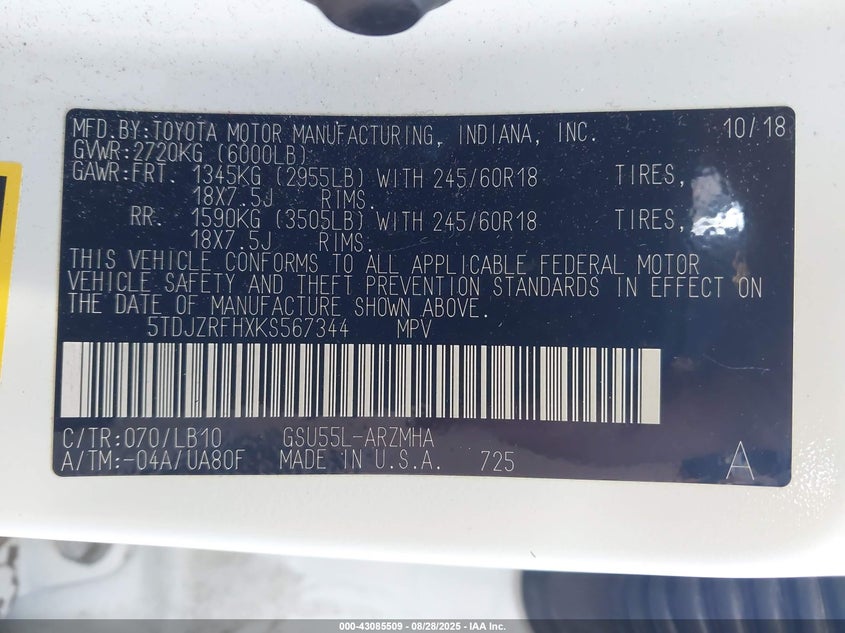 MFD.BY:TOYOTA MOTOR MANUFACTURING, INDIANA, INC. 10/18
GVWR:2720KG (6000LB)
GAWR:FRT. 1345KG (2955LB) WITH 245/60R18 TIRES,
18X7.5J RIMS.
RR. 1590KG (3505LB) WITH 245/60R18 TIRES,
18X7.5J RIMS.
THIS VEHICLE CONFORMS TO ALL APPLICABLE FEDERAL MOTOR
VEHICLE SAFETY AND THEFT PREVENTION STANDARDS IN EFFECT ON
THE DATE OF MANUFACTURE SHOWN ABOVE.
5TDJZRFHXKS567344 MPV
C/TR:070/LB10 GSU55L-ARZMHA
A/TM:-04A/UA80F MADE IN U.S.A. 725 A
000-43085509 - 08/28/2025 - IAA Inc.